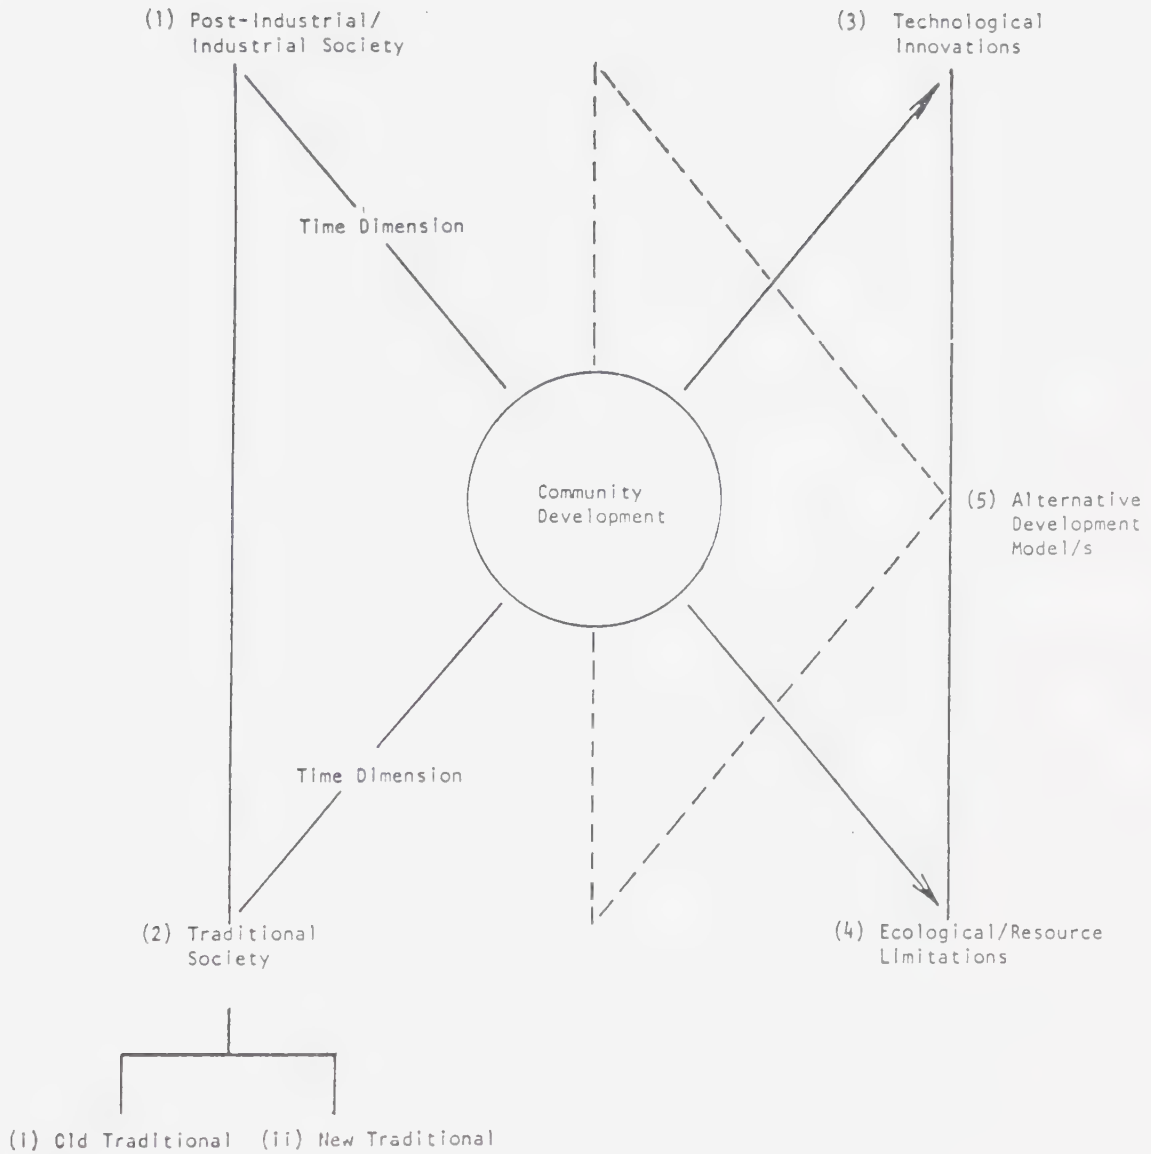 (1) Post-Industrial/
Industrial Society
(3) Technological
Innovations
Time Dimension
Community
Development
(5) Alternative
Development
Model/s
Time Dimension
(2) Traditional
Society
(4) Ecological/Resource
Limitations
(i) Old Traditional (ii) New Traditional